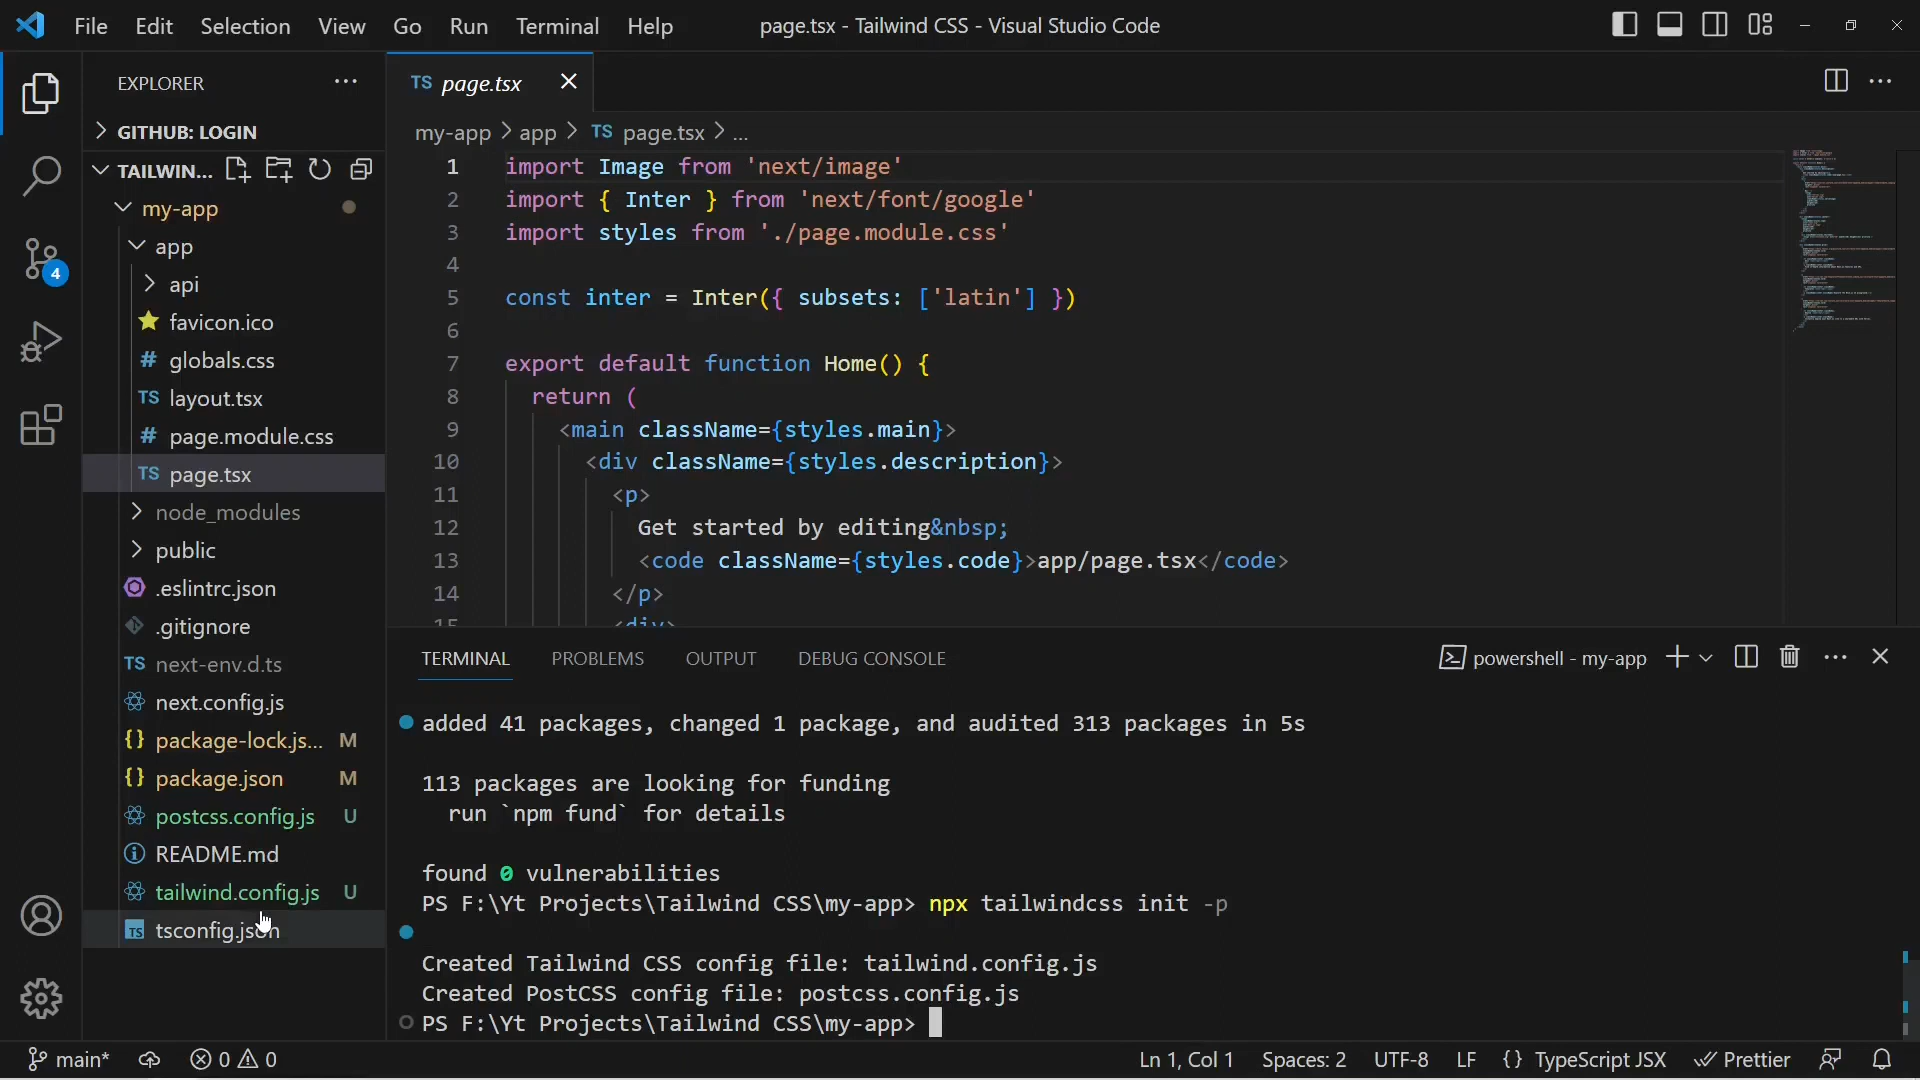 File Edit Selection View Go Run Terminal Help
page.tsx - Tailwind CSS - Visual Studio Code
EXPLORER
GITHUB: LOGIN
TAILWIN...
my-app
app
api
favicon.ico
# globals.css
TS layout.tsx
# page.module.css
TS page.tsx
node_modules
public
.eslintrc.json
.gitignore
TS next-env.d.ts
next.config.js
{} package-lock.js... M
{} package.json M
postcss.config.js U
README.md
tailwind.config.js U
TS tsconfig.json
4
TS page.tsx
my-app > app > TS page.tsx > ...
1 import Image from 'next/image'
2 import { Inter } from 'next/font/google'
3 import styles from './page.module.css'
4
5 const inter = Inter({ subsets: ['latin'] })
6
7 export default function Home() {
8 return (
9 <main className={styles.main}>
10 <div className={styles.description}>
11 <p>
12 Get started by editing&nbsp;
13 <code className={styles.code}>app/page.tsx</code>
14 </p>
15 <div>
TERMINAL PROBLEMS OUTPUT DEBUG CONSOLE
powershell - my-app
added 41 packages, changed 1 package, and audited 313 packages in 5s
113 packages are looking for funding
run `npm fund` for details
found 0 vulnerabilities
PS F:\Yt Projects\Tailwind CSS\my-app> npx tailwindcss init -p
Created Tailwind CSS config file: tailwind.config.js
Created PostCSS config file: postcss.config.js
PS F:\Yt Projects\Tailwind CSS\my-app>
main* 0 0
Ln 1, Col 1 Spaces: 2 UTF-8 LF {} TypeScript JSX Prettier